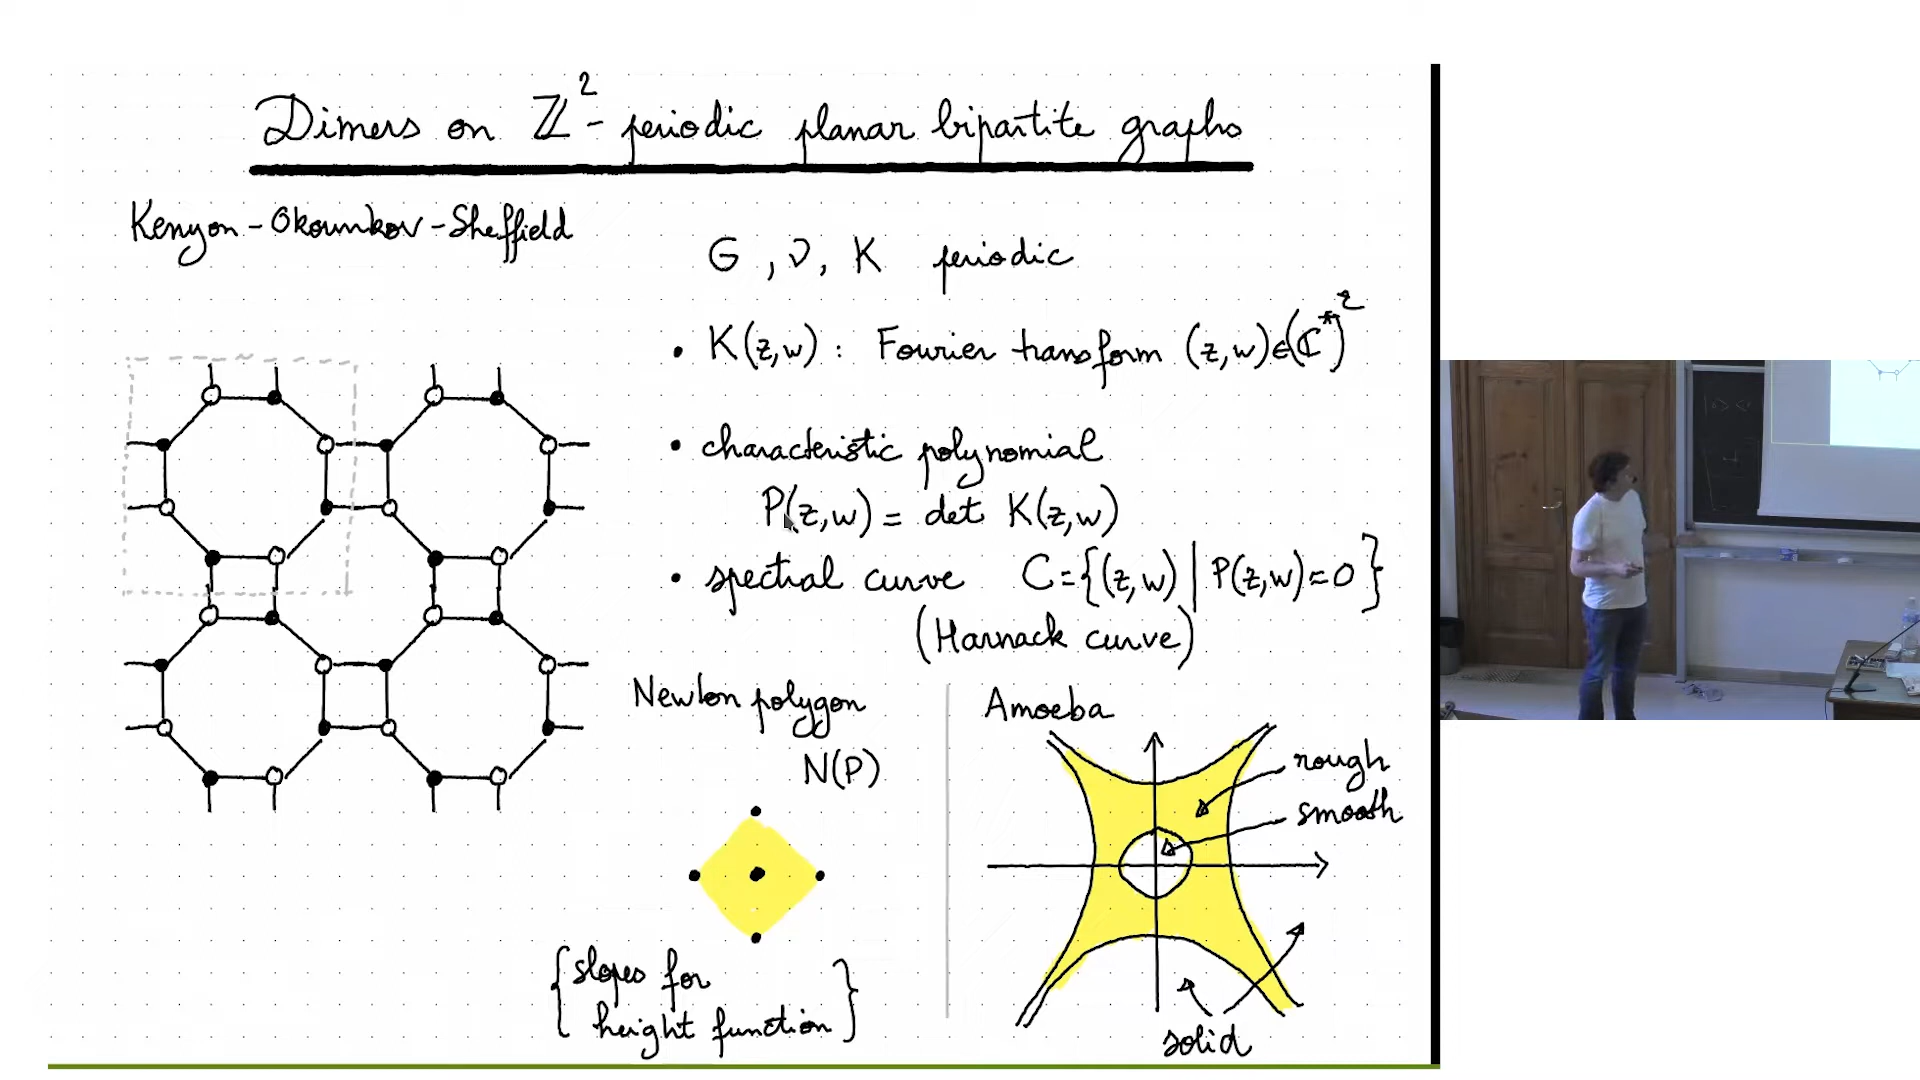 Dimers on ℤ²-periodic planar bipartite graphs
Kenyon-Okounkov-Sheffield
G, ν, K periodic
• K(z,w) : Fourier transform (z,w)∈(ℂ*)²
• characteristic polynomial
P(z,w) = det K(z,w)
• spectral curve C={(z,w) | P(z,w)=0}
(Harnack curve)
Newton polygon
N(P)
{slopes for
height function}
Amoeba
rough
smooth
solid